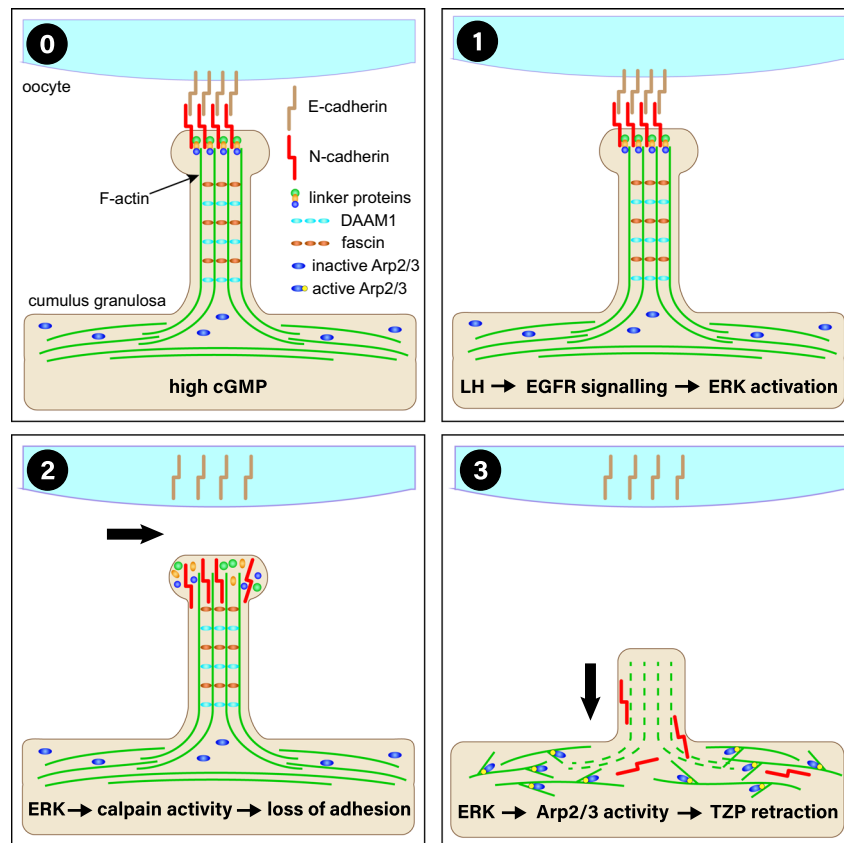 0
oocyte
E-cadherin
N-cadherin
F-actin
linker proteins
DAAM1
fascin
inactive Arp2/3
active Arp2/3
cumulus granulosa
high cGMP
1
LH → EGFR signalling → ERK activation
2
ERK → calpain activity → loss of adhesion
3
ERK → Arp2/3 activity → TZP retraction